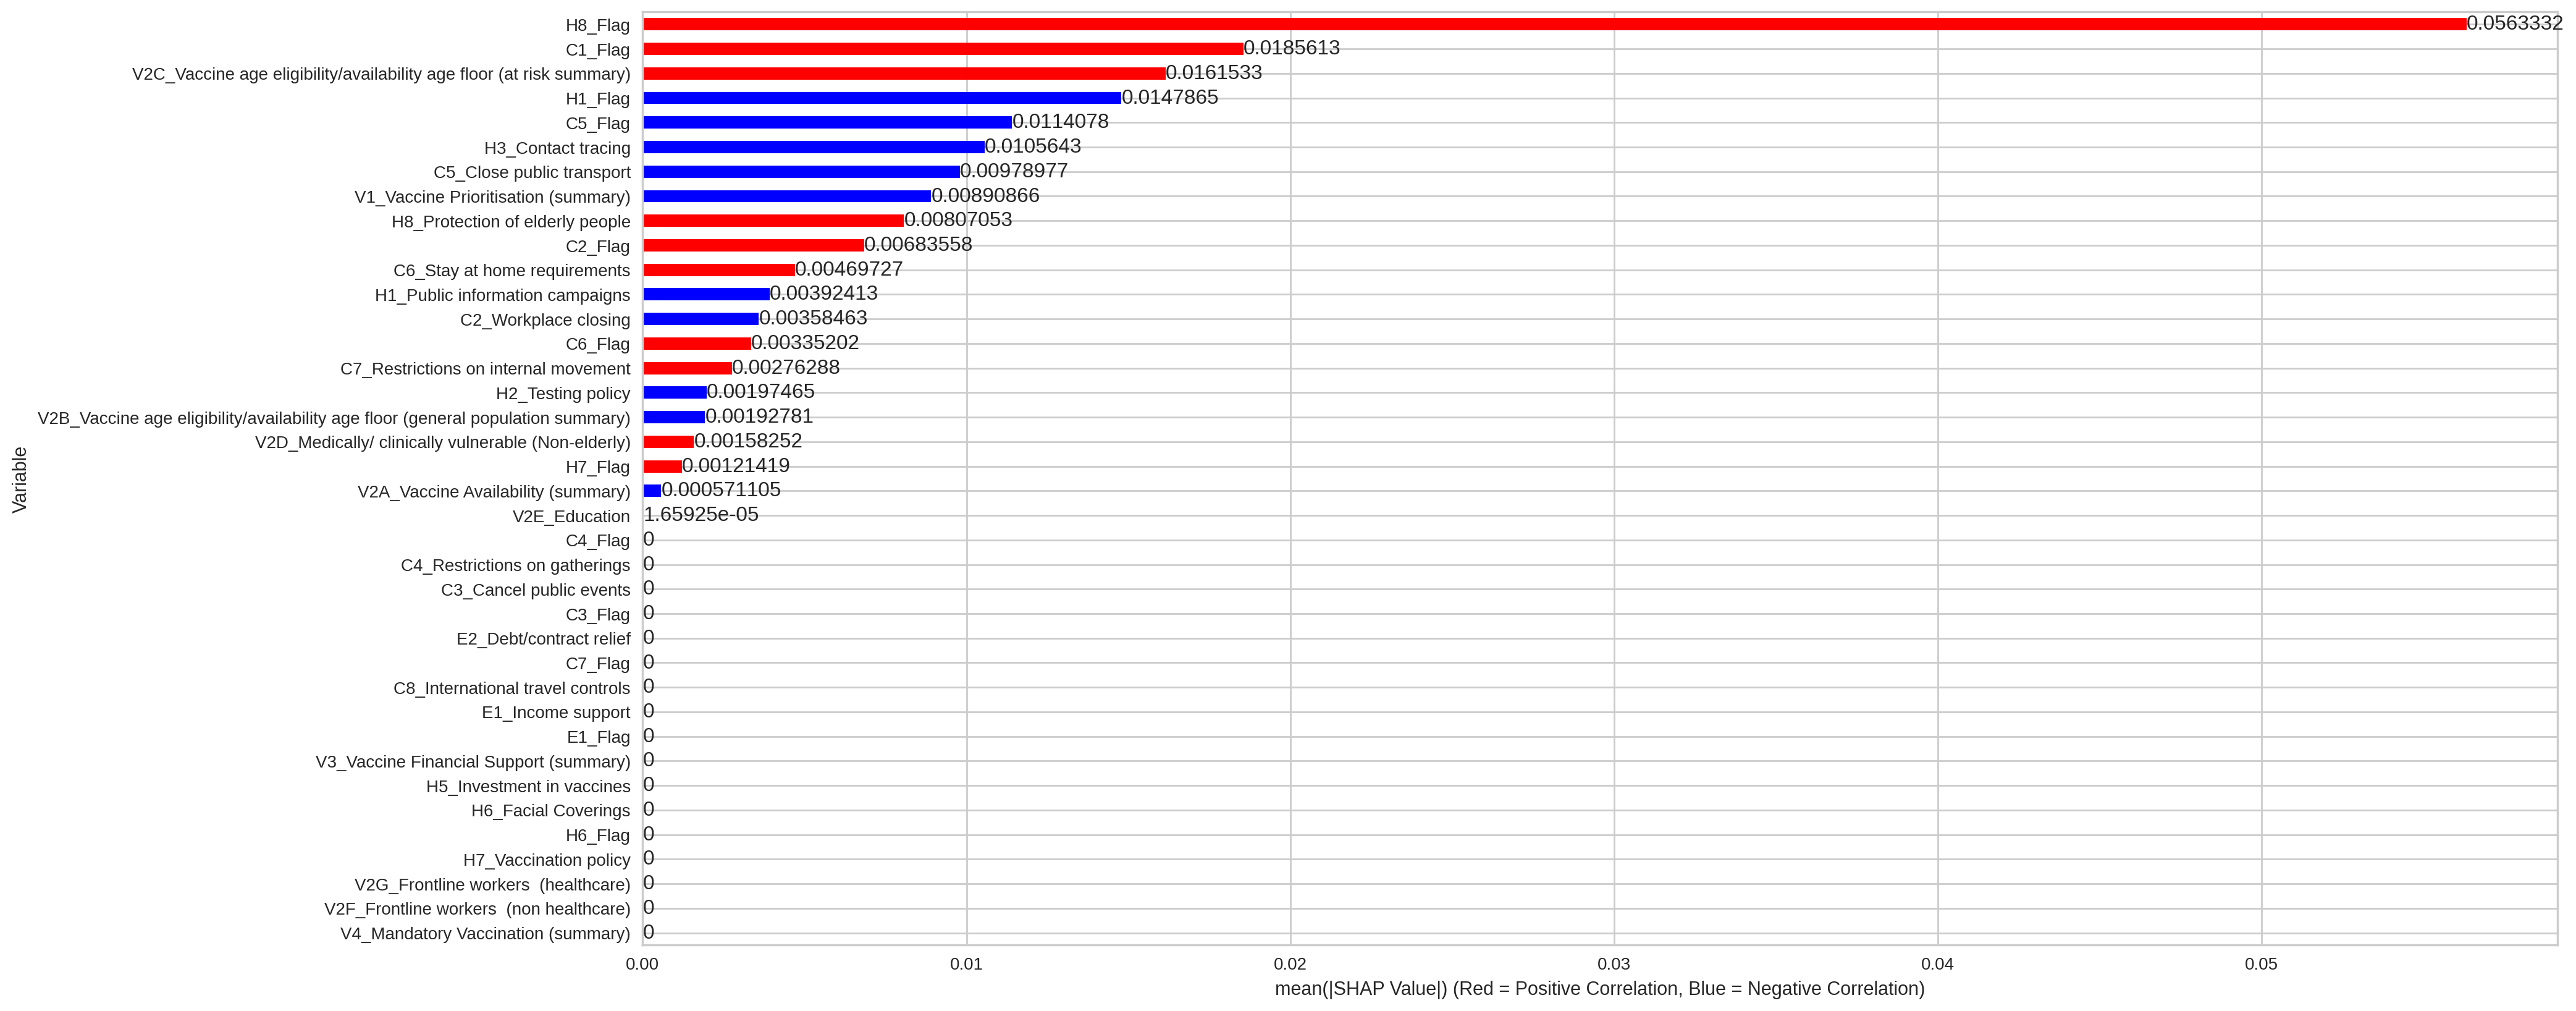 H8_Flag 0.0563332
C1_Flag 0.0185613
V2C_Vaccine age eligibility/availability age floor (at risk summary) 0.0161533
H1_Flag 0.0147865
C5_Flag 0.0114078
H3_Contact tracing 0.0105643
C5_Close public transport 0.00978977
V1_Vaccine Prioritisation (summary) 0.00890866
H8_Protection of elderly people 0.00807053
C2_Flag 0.00683558
C6_Stay at home requirements 0.00469727
H1_Public information campaigns 0.00392413
C2_Workplace closing 0.00358463
C6_Flag 0.00335202
C7_Restrictions on internal movement 0.00276288
H2_Testing policy 0.00197465
V2B_Vaccine age eligibility/availability age floor (general population summary) 0.00192781
V2D_Medically/ clinically vulnerable (Non-elderly) 0.00158252
H7_Flag 0.00121419
V2A_Vaccine Availability (summary) 0.000571105
V2E_Education 1.65925e-05
C4_Flag 0
C4_Restrictions on gatherings 0
C3_Cancel public events 0
C3_Flag 0
E2_Debt/contract relief 0
C7_Flag 0
C8_International travel controls 0
E1_Income support 0
E1_Flag 0
V3_Vaccine Financial Support (summary) 0
H5_Investment in vaccines 0
H6_Facial Coverings 0
H6_Flag 0
H7_Vaccination policy 0
V2G_Frontline workers  (healthcare) 0
V2F_Frontline workers  (non healthcare) 0
V4_Mandatory Vaccination (summary) 0
Variable
0.00 0.01 0.02 0.03 0.04 0.05
mean(|SHAP Value|) (Red = Positive Correlation, Blue = Negative Correlation)